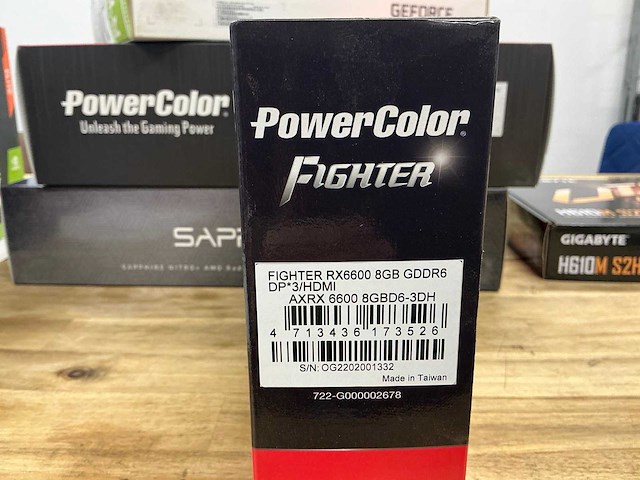 GEFORCE
PowerColor
Unleash the Gaming Power
PowerColor
FIGHTER
GIGABYTE
H610M S2H
FIGHTER RX6600 8GB GDDR6
DP*3/HDMI
AXRX 6600 8GBD6-3DH
4 713436 173526
S/N: OG2202001332
Made in Taiwan
722-G000002678